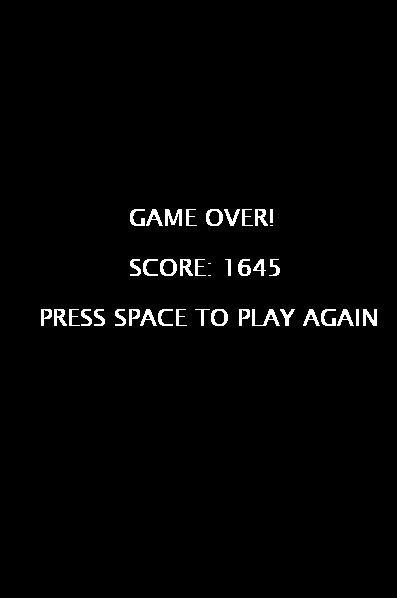 GAME OVER!
SCORE: 1645
PRESS SPACE TO PLAY AGAIN